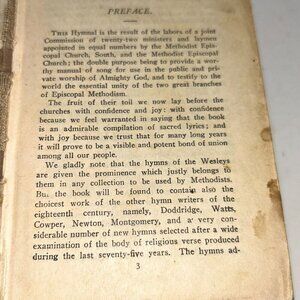 PREFACE.
THIS Hymnal is the result of the labors of a joint
Commission of twenty-two ministers and laymen
appointed in equal numbers by the Methodist Epis-
copal Church, South, and the Methodist Episcopal
Church; the double purpose being to provide a wor-
thy manual of song for use in the public and pri-
vate worship of Almighty God, and to testify to the
world the essential unity of the two great branches
of Episcopal Methodism.
The fruit of their toil we now lay before the
churches with confidence and joy: with confidence
because we feel warranted in saying that the book
is an admirable compilation of sacred lyrics; and
with joy because we trust that for many long years
it will prove to be a visible and potent bond of union
among all our people.
We gladly note that the hymns of the Wesleys
are given the prominence which justly belongs to
them in any collection to be used by Methodists.
But the book will be found to contain also the
choicest work of the other hymn writers of the
eighteenth century, namely, Doddridge, Watts,
Cowper, Newton, Montgomery, and a very con-
siderable number of new hymns selected after a wide
examination of the body of religious verse produced
during the last seventy-five years. The hymns ad-
3